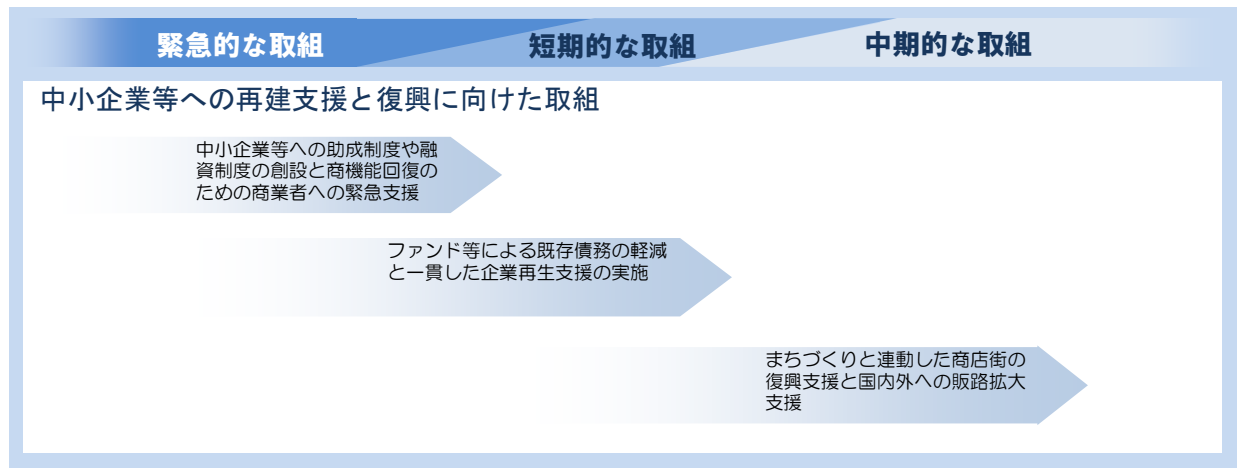 緊急的な取組
短期的な取組
中期的な取組
中小企業等への再建支援と復興に向けた取組
中小企業等への助成制度や融
資制度の創設と商機能回復の
ための商業者への緊急支援
ファンド等による既存債務の軽減
と一貫した企業再生支援の実施
まちづくりと連動した商店街の
復興支援と国内外への販路拡大
支援